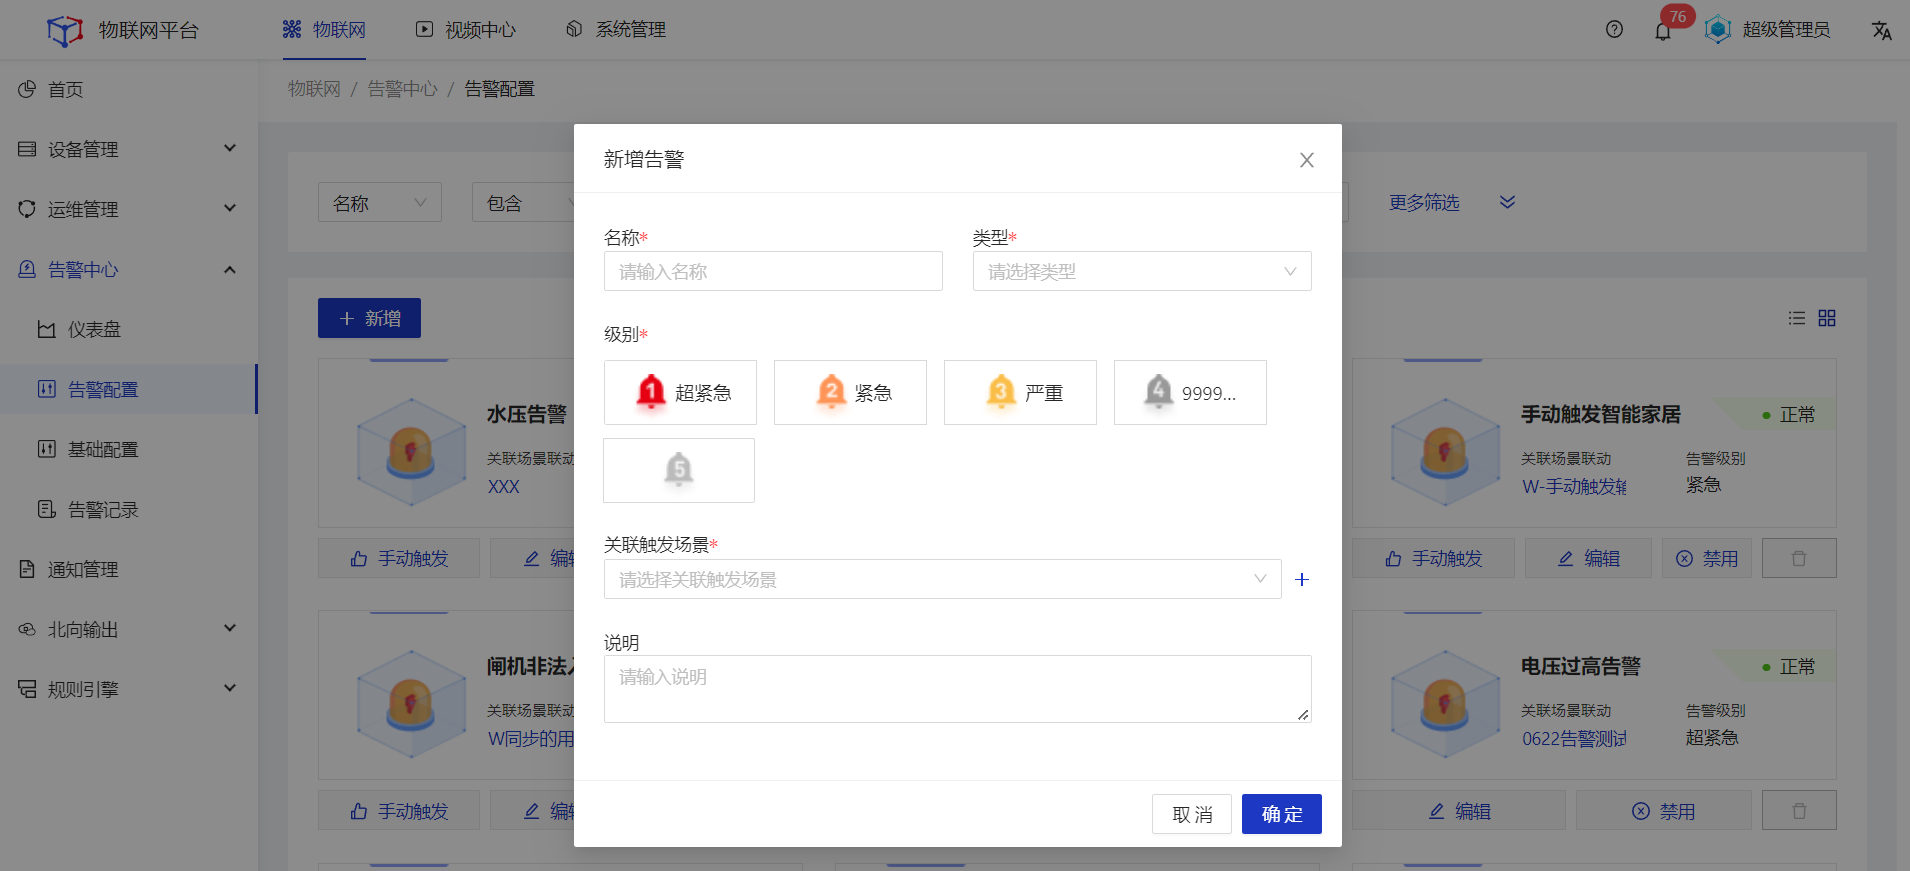 物联网平台
物联网
视频中心
系统管理
76
超级管理员
首页
设备管理
运维管理
告警中心
仪表盘
告警配置
基础配置
告警记录
通知管理
北向输出
规则引擎
物联网 / 告警中心 / 告警配置
名称
包含
更多筛选
新增
水压告警
关联场景联动
XXX
手动触发
手动触发智能家居
正常
关联场景联动
告警级别
W-手动触发
紧急
手动触发
编辑
禁用
闸机非法
关联场景联动
W同步的用
手动触发
电压过高告警
正常
关联场景联动
告警级别
0622告警测试
超紧急
编辑
禁用
新增告警
名称*
请输入名称
类型*
请选择类型
级别*
1 超紧急
2 紧急
3 严重
4 9999...
5
关联触发场景*
请选择关联触发场景
说明
请输入说明
取 消
确 定